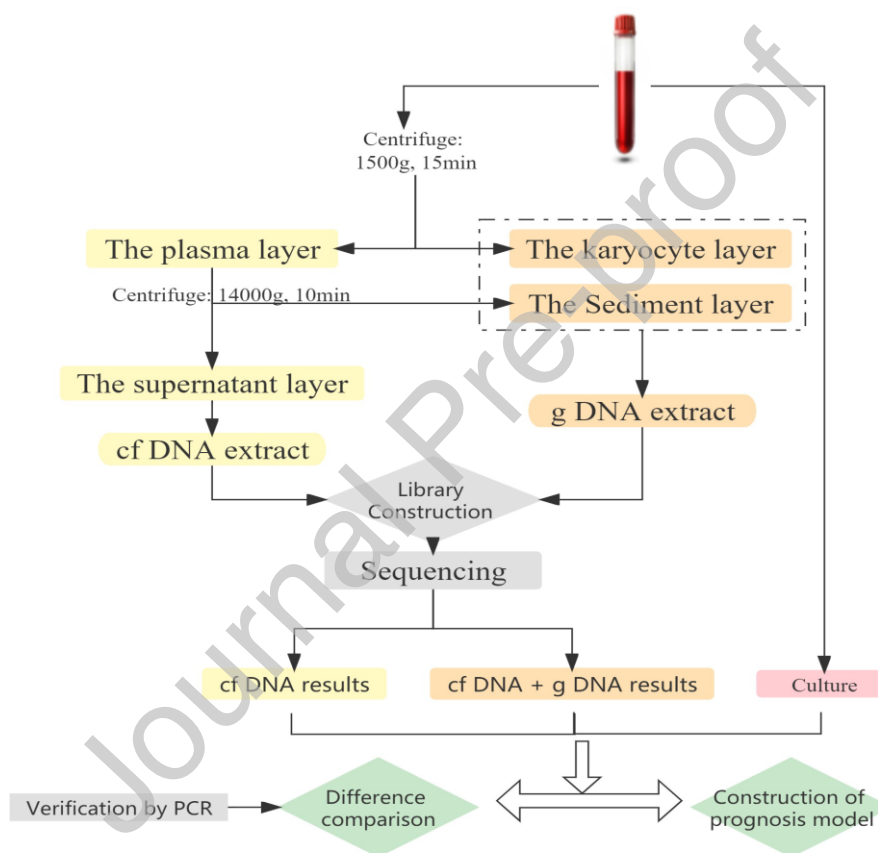 Centrifuge:
1500g, 15min
The plasma layer
The karyocyte layer
Centrifuge: 14000g, 10min
The Sediment layer
The supernatant layer
g DNA extract
cf DNA extract
Library
Construction
Sequencing
cf DNA results
cf DNA + g DNA results
Culture
Verification by PCR
Difference
comparison
Construction of
prognosis model
Journal Pre-proof